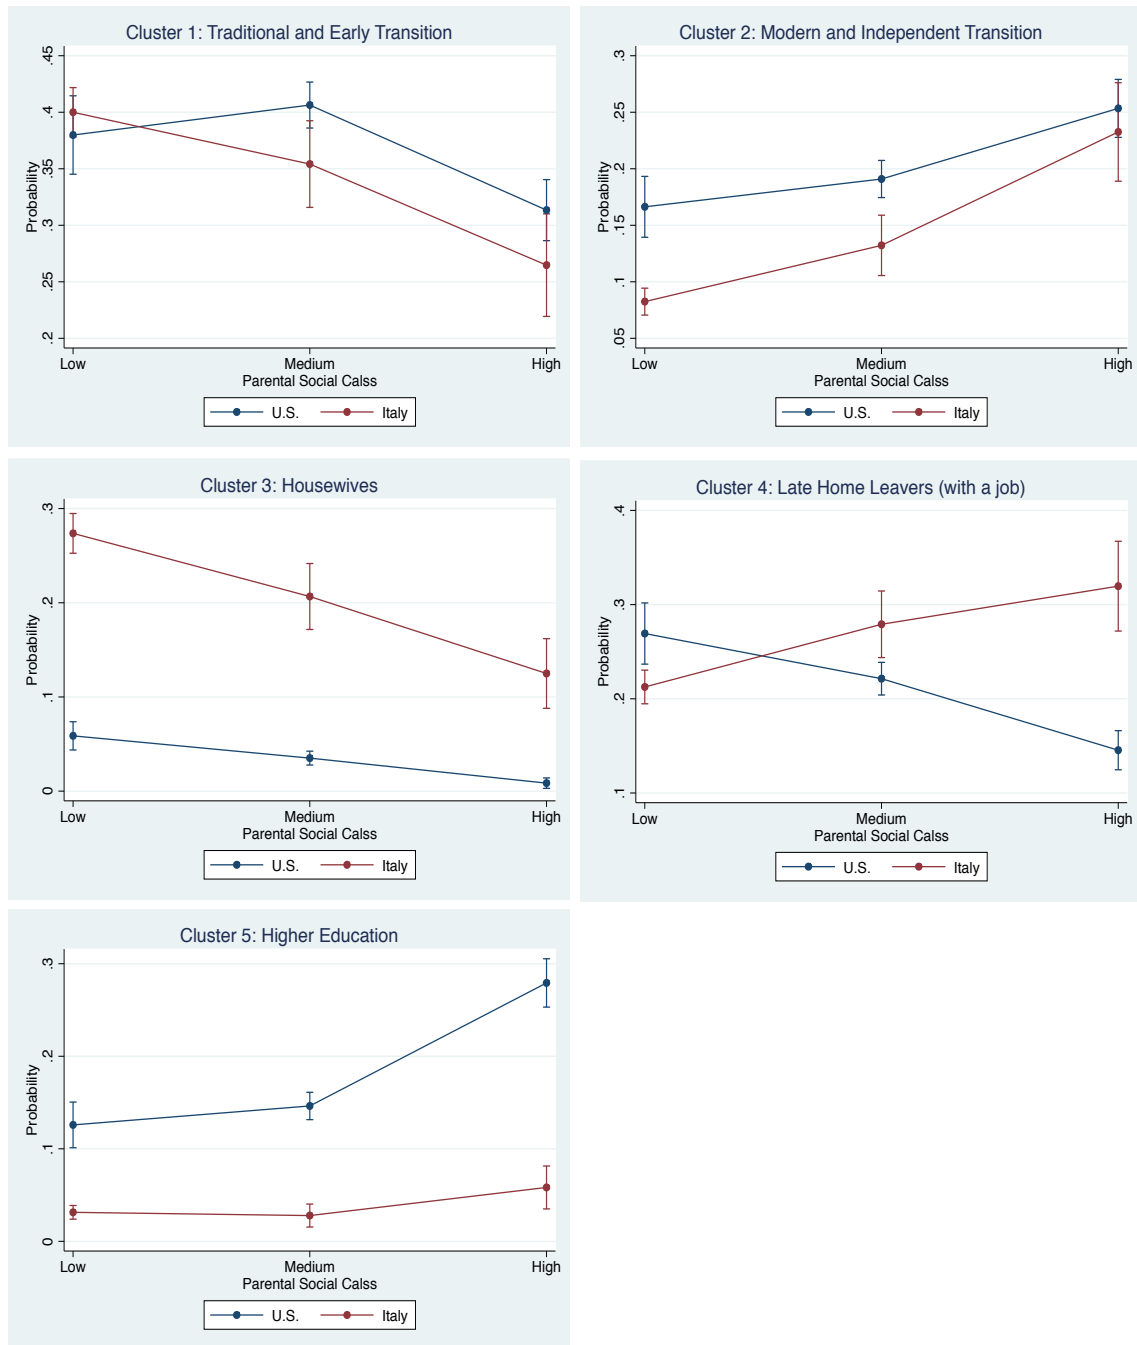 Cluster 1: Traditional and Early Transition
Probability
.45
.4
.35
.3
.25
.2
Low Medium High
Parental Social Calss
U.S. Italy
Cluster 2: Modern and Independent Transition
Probability
.3
.25
.2
.15
.1
.05
Low Medium High
Parental Social Calss
U.S. Italy
Cluster 3: Housewives
Probability
.3
.2
.1
0
Low Medium High
Parental Social Calss
U.S. Italy
Cluster 4: Late Home Leavers (with a job)
Probability
.4
.3
.2
.1
Low Medium High
Parental Social Calss
U.S. Italy
Cluster 5: Higher Education
Probability
.3
.2
.1
0
Low Medium High
Parental Social Calss
U.S. Italy